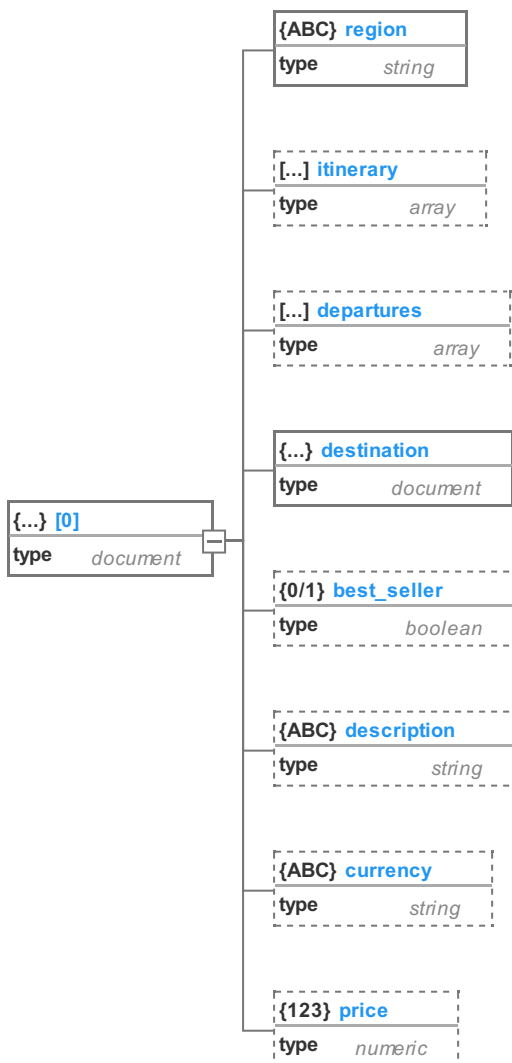 {ABC} region
type string
[...] itinerary
type array
[...] departures
type array
{...} destination
type document
{...} [0]
type document
{0/1} best_seller
type boolean
{ABC} description
type string
{ABC} currency
type string
{123} price
type numeric